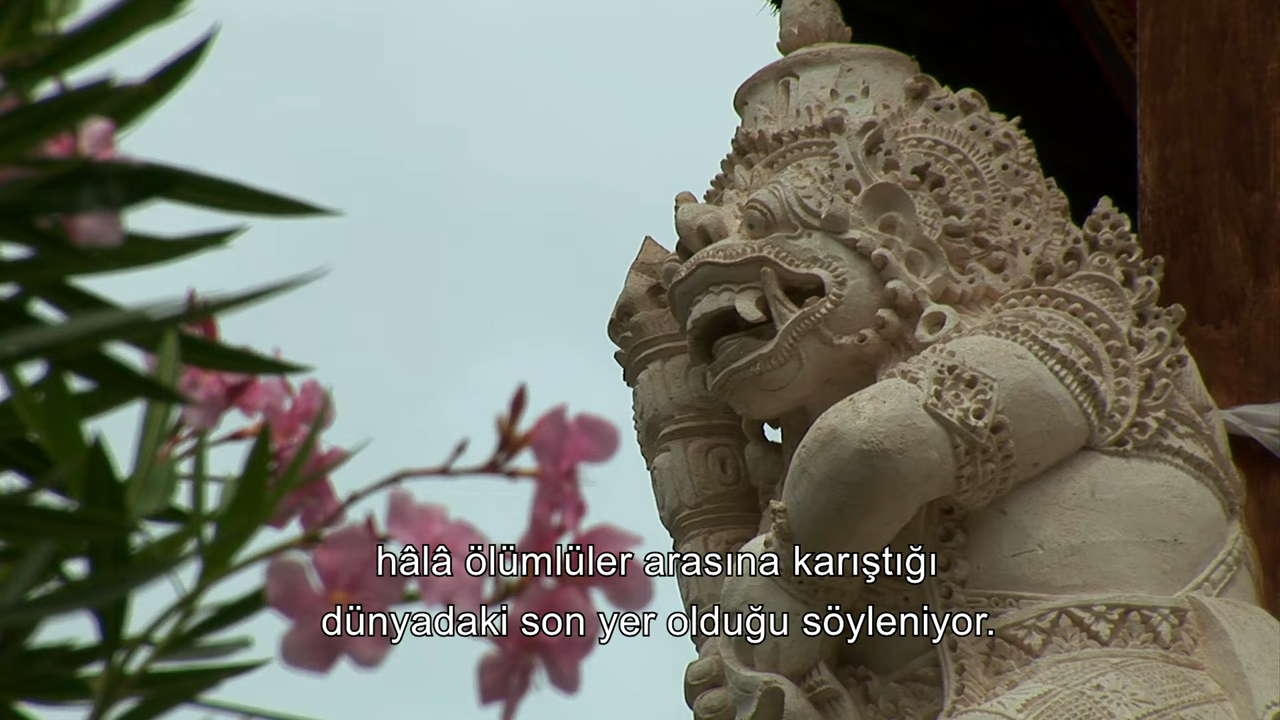 hâlâ ölümlüler arasına karıştığı
dünyadaki son yer olduğu söyleniyor.